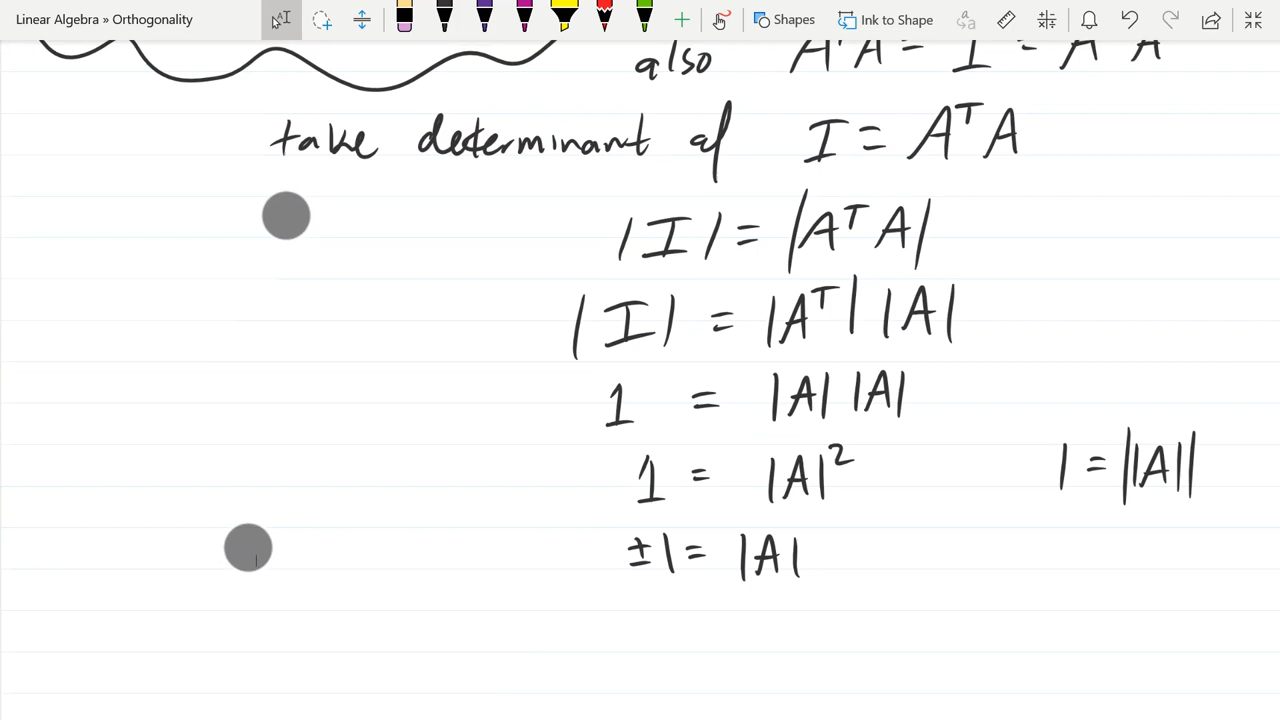 Linear Algebra » Orthogonality
Shapes
Ink to Shape
also
take determinant of I = AᵀA
|I| = |AᵀA|
|I| = |Aᵀ| |A|
1 = |A| |A|
1 = |A|² 1 = ||A||
±1 = |A|